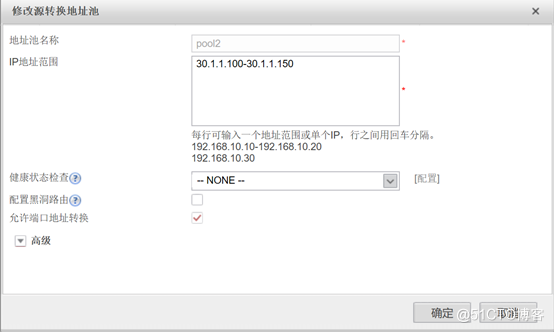 修改源转换地址池
地址池名称 pool2 *
IP地址范围 30.1.1.100-30.1.1.150 *
每行可输入一个地址范围或单个IP，行之间用回车分隔。
192.168.10.10-192.168.10.20
192.168.10.30
健康状态检查 ? -- NONE -- [配置]
配置黑洞路由 ?
允许端口地址转换
高级
确定 取消
@51CTO博客